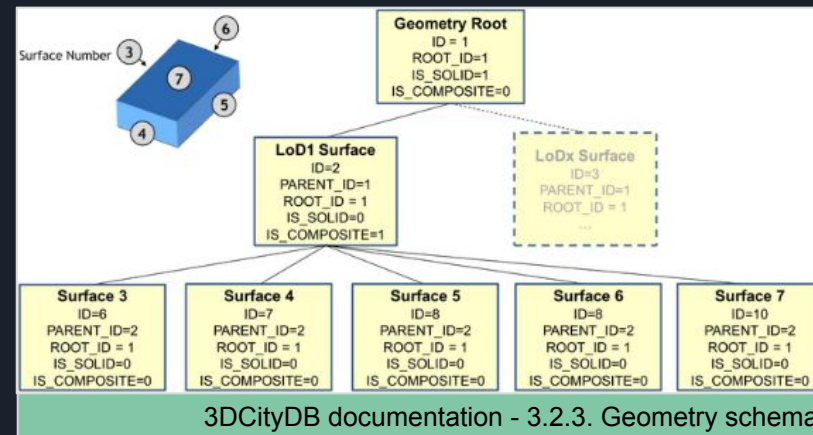 Surface Number
3
6
7
5
4
Geometry Root
ID = 1
ROOT_ID=1
IS_SOLID=1
IS_COMPOSITE=0
LoD1 Surface
ID=2
PARENT_ID=1
ROOT_ID = 1
IS_SOLID=0
IS_COMPOSITE=1
LoDx Surface
ID=3
PARENT_ID=1
ROOT_ID = 1
...
Surface 3
ID=6
PARENT_ID=2
ROOT_ID = 1
IS_SOLID=0
IS_COMPOSITE=0
Surface 4
ID=7
PARENT_ID=2
ROOT_ID = 1
IS_SOLID=0
IS_COMPOSITE=0
Surface 5
ID=8
PARENT_ID=2
ROOT_ID = 1
IS_SOLID=0
IS_COMPOSITE=0
Surface 6
ID=8
PARENT_ID=2
ROOT_ID = 1
IS_SOLID=0
IS_COMPOSITE=0
Surface 7
ID=10
PARENT_ID=2
ROOT_ID = 1
IS_SOLID=0
IS_COMPOSITE=0
3DCityDB documentation - 3.2.3. Geometry schema